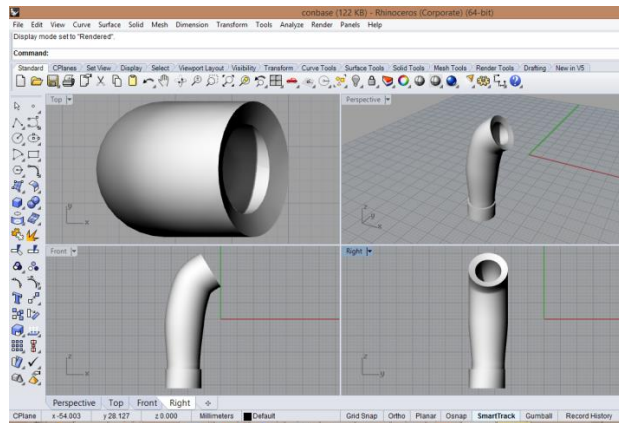 conbase (122 KB) - Rhinoceros (Corporate) (64-bit)
File Edit View Curve Surface Solid Mesh Dimension Transform Tools Analyze Render Panels Help
Display mode set to "Rendered".
Command:
Standard CPlanes Set View Display Select Viewport Layout Visibility Transform Curve Tools Surface Tools Solid Tools Mesh Tools Render Tools Drafting New in V5
Top Perspective
y x z y x
Front Right
z x z y
Perspective Top Front Right
CPlane x -54.003 y 28.127 z 0.000 Millimeters Default Grid Snap Ortho Planar Osnap SmartTrack Gumball Record History